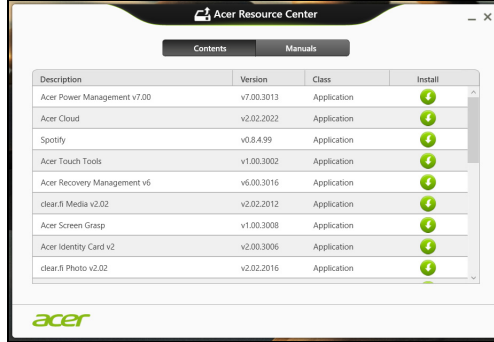 Acer Resource Center
Contents Manuals
Description Version Class Install
Acer Power Management v7.00 v7.00.3013 Application
Acer Cloud v2.02.2022 Application
Spotify v0.8.4.99 Application
Acer Touch Tools v1.00.3002 Application
Acer Recovery Management v6 v6.00.3016 Application
clear.fi Media v2.02 v2.02.2012 Application
Acer Screen Grasp v1.00.3008 Application
Acer Identity Card v2 v2.00.3006 Application
clear.fi Photo v2.02 v2.02.2016 Application
acer